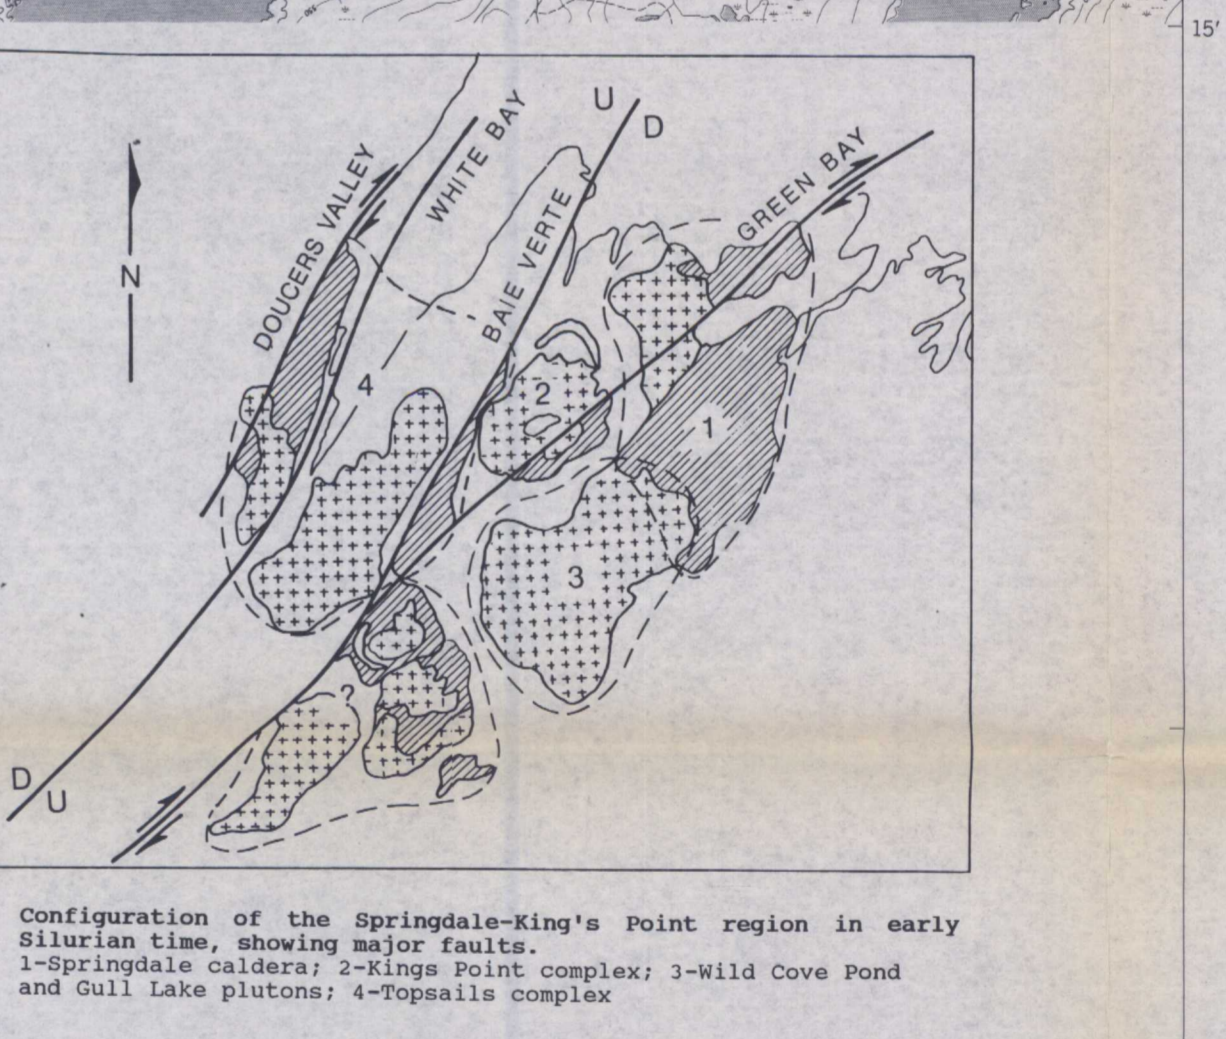 15'
U
D
DOUCERS VALLEY
WHITE BAY
BAIE VERTE
GREEN BAY
N
4
2
1
3
?
D
U
Configuration of the Springdale-King's Point region in early
Silurian time, showing major faults.
1-Springdale caldera; 2-Kings Point complex; 3-Wild Cove Pond
and Gull Lake plutons; 4-Topsails complex